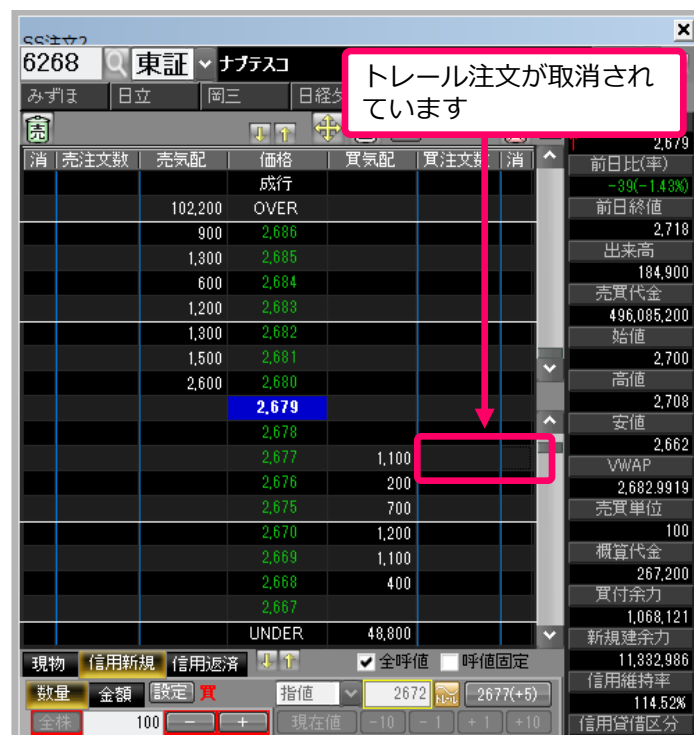 SS注文2
6268 東証 ナブテスコ
トレール注文が取消され
ています
みずほ 日立 岡三
売
2,679
消 売注文数 売気配 価格 買気配 買注文数 消
前日比(率)
成行
-39(-1.43%)
102,200 OVER
前日終値
900 2,686
2,718
1,300 2,685
出来高
600 2,684
184,900
1,200 2,683
売買代金
1,300 2,682
496,085,200
1,500 2,681
始値
2,600 2,680
2,700
2,679
高値
2,678
2,708
2,677 1,100
安値
2,676 200
2,662
2,675 700
VWAP
2,670 1,200
2,682.9919
2,669 1,100
売買単位
2,668 400
100
2,667
概算代金
UNDER 48,800
267,200
買付余力
1,068,121
新規建余力
11,332,986
信用維持率
114.52%
信用貸借区分
現物 信用新規 信用返済 全呼値 呼値固定
数量 金額 設定 買 指値 2672 2677(+5)
全株 100 - + 現在値 -10 -1 +1 +10